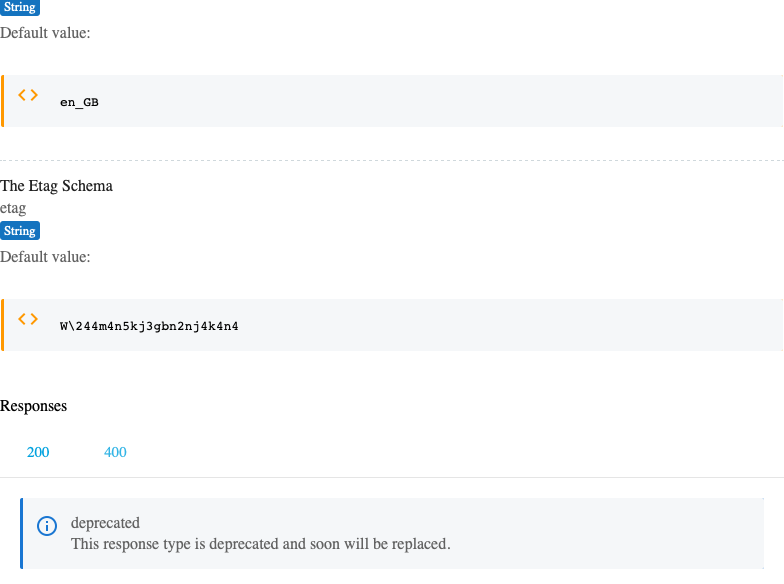 String
Default value:
en_GB
The Etag Schema
etag
String
Default value:
W\244m4n5kj3gbn2nj4k4n4
Responses
200 400
deprecated
This response type is deprecated and soon will be replaced.